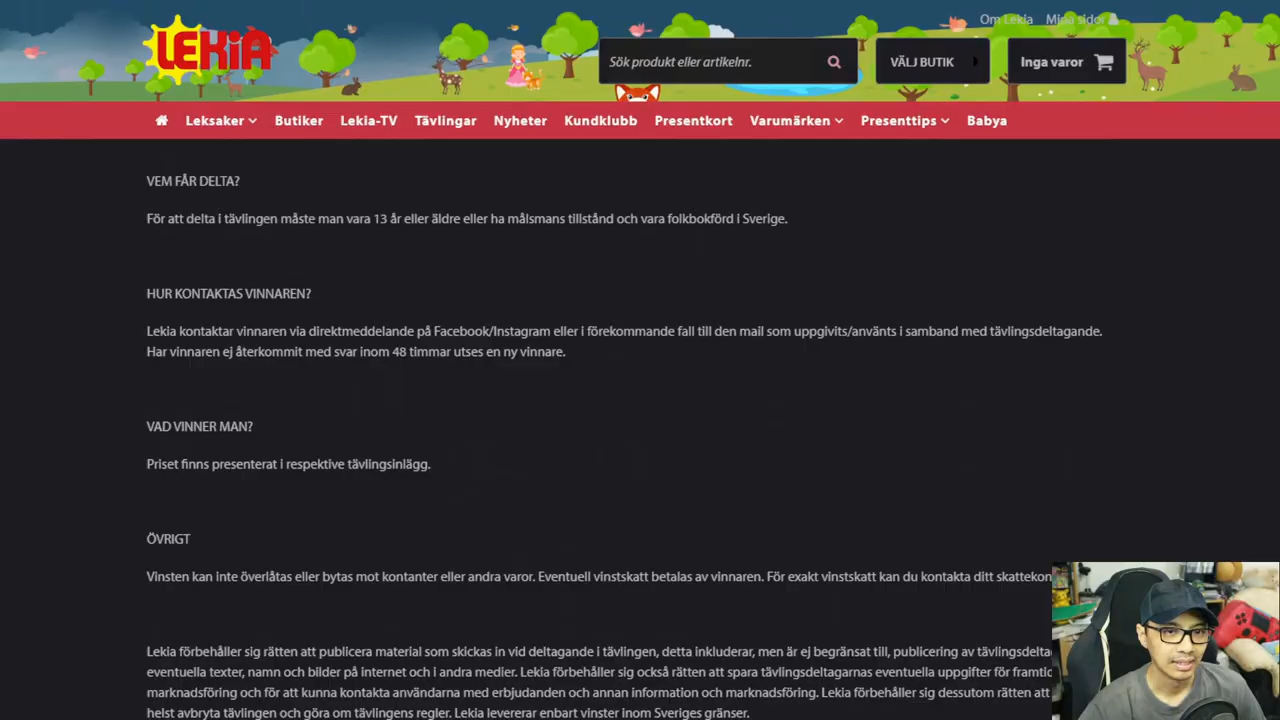 Om Lekia Mina sidor
LEKiA
Sök produkt eller artikelnr.
VÄLJ BUTIK
Inga varor
Leksaker Butiker Lekia-TV Tävlingar Nyheter Kundklubb Presentkort Varumärken Presenttips Babya
VEM FÅR DELTA?
För att delta i tävlingen måste man vara 13 år eller äldre eller ha målsmans tillstånd och vara folkbokförd i Sverige.
HUR KONTAKTAS VINNAREN?
Lekia kontaktar vinnaren via direktmeddelande på Facebook/Instagram eller i förekommande fall till den mail som uppgivits/använts i samband med tävlingsdeltagande.
Har vinnaren ej återkommit med svar inom 48 timmar utses en ny vinnare.
VAD VINNER MAN?
Priset finns presenterat i respektive tävlingsinlägg.
ÖVRIGT
Vinsten kan inte överlåtas eller bytas mot kontanter eller andra varor. Eventuell vinstskatt betalas av vinnaren. För exakt vinstskatt kan du kontakta ditt skattekon
Lekia förbehåller sig rätten att publicera material som skickas in vid deltagande i tävlingen, detta inkluderar, men är ej begränsat till, publicering av tävlingsdelta
eventuella texter, namn och bilder på internet och i andra medier. Lekia förbehåller sig också rätten att spara tävlingsdeltagarnas eventuella uppgifter för framtid
marknadsföring och för att kunna kontakta användarna med erbjudanden och annan information och marknadsföring. Lekia förbehåller sig dessutom rätten att
helst avbryta tävlingen och göra om tävlingens regler. Lekia levererar enbart vinster inom Sveriges gränser.